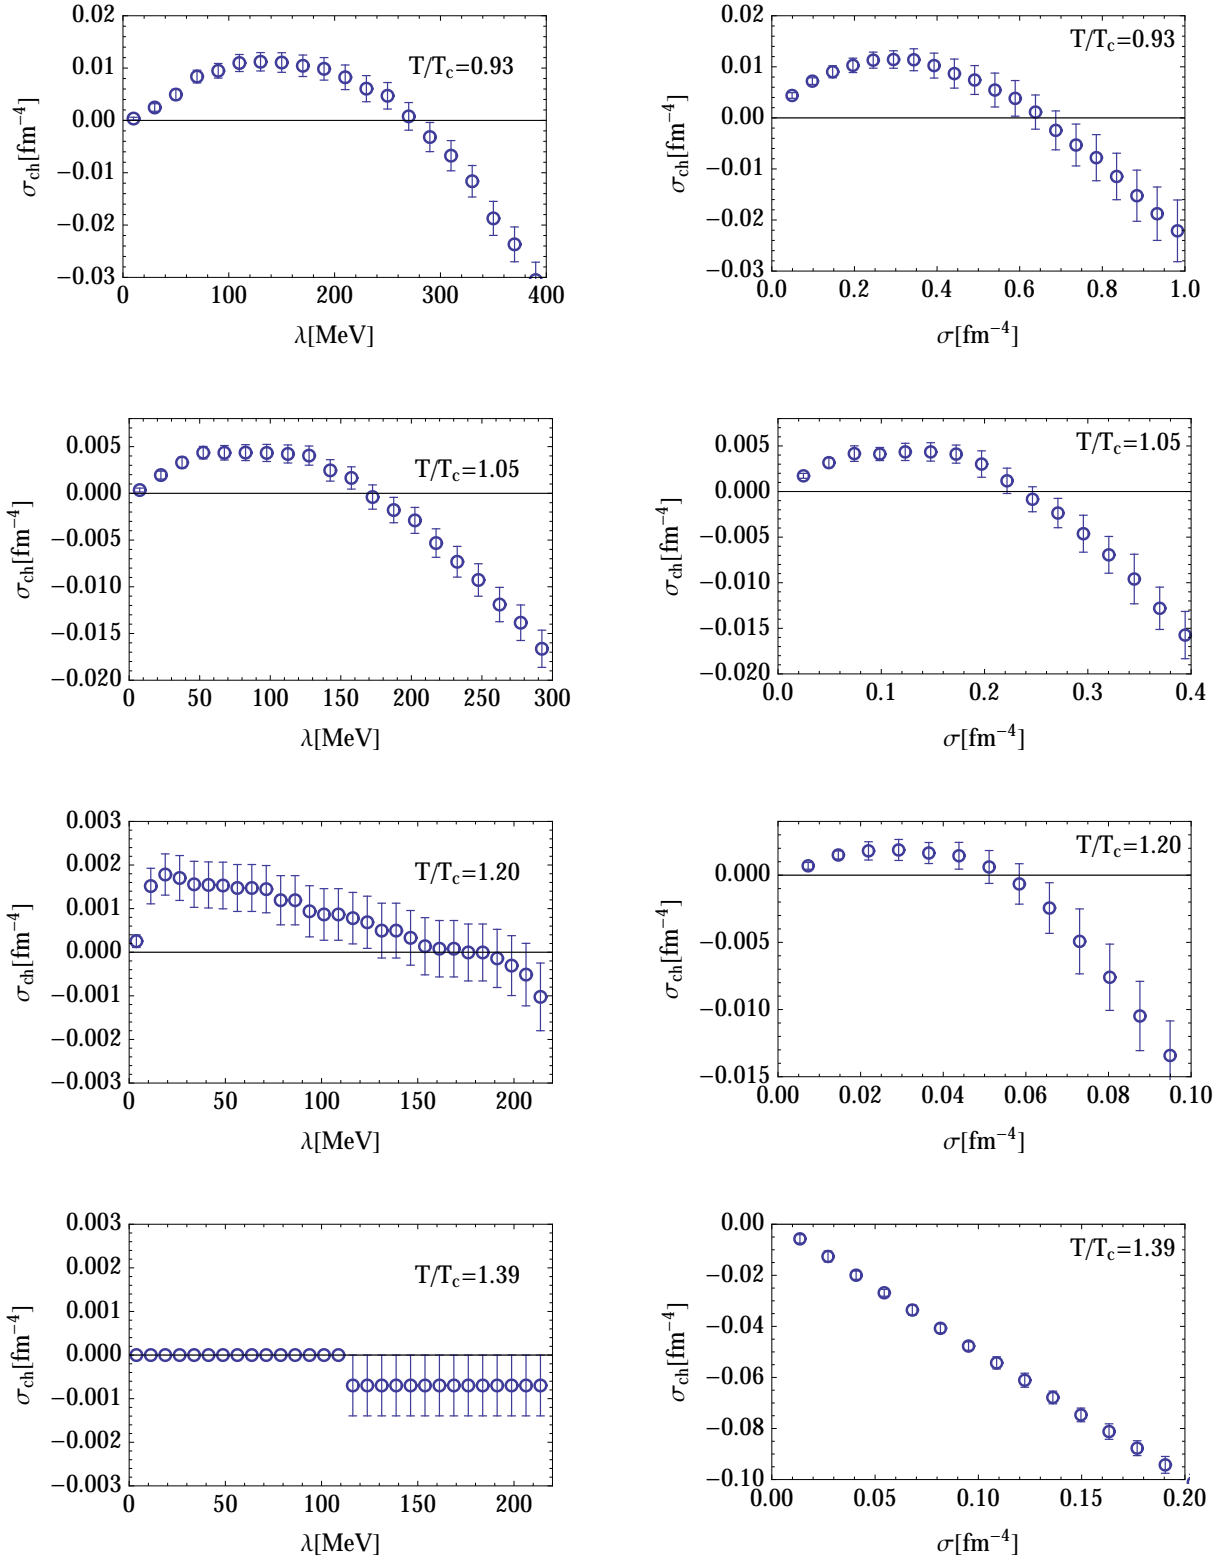 0.02
0.01
0.00
−0.01
−0.02
−0.03
σch[fm−4]
T/Tc=0.93
0 100 200 300 400
λ[MeV]
0.02
0.01
0.00
−0.01
−0.02
−0.03
σch[fm−4]
T/Tc=0.93
0.0 0.2 0.4 0.6 0.8 1.0
σ[fm−4]
0.005
0.000
−0.005
−0.010
−0.015
−0.020
σch[fm−4]
T/Tc=1.05
0 50 100 150 200 250 300
λ[MeV]
0.005
0.000
−0.005
−0.010
−0.015
−0.020
σch[fm−4]
T/Tc=1.05
0.0 0.1 0.2 0.3 0.4
σ[fm−4]
0.003
0.002
0.001
0.000
−0.001
−0.002
−0.003
σch[fm−4]
T/Tc=1.20
0 50 100 150 200
λ[MeV]
0.000
−0.005
−0.010
−0.015
σch[fm−4]
T/Tc=1.20
0.00 0.02 0.04 0.06 0.08 0.10
σ[fm−4]
0.003
0.002
0.001
0.000
−0.001
−0.002
−0.003
σch[fm−4]
T/Tc=1.39
0 50 100 150 200
λ[MeV]
0.00
−0.02
−0.04
−0.06
−0.08
−0.10
σch[fm−4]
T/Tc=1.39
0.00 0.05 0.10 0.15 0.20
σ[fm−4]